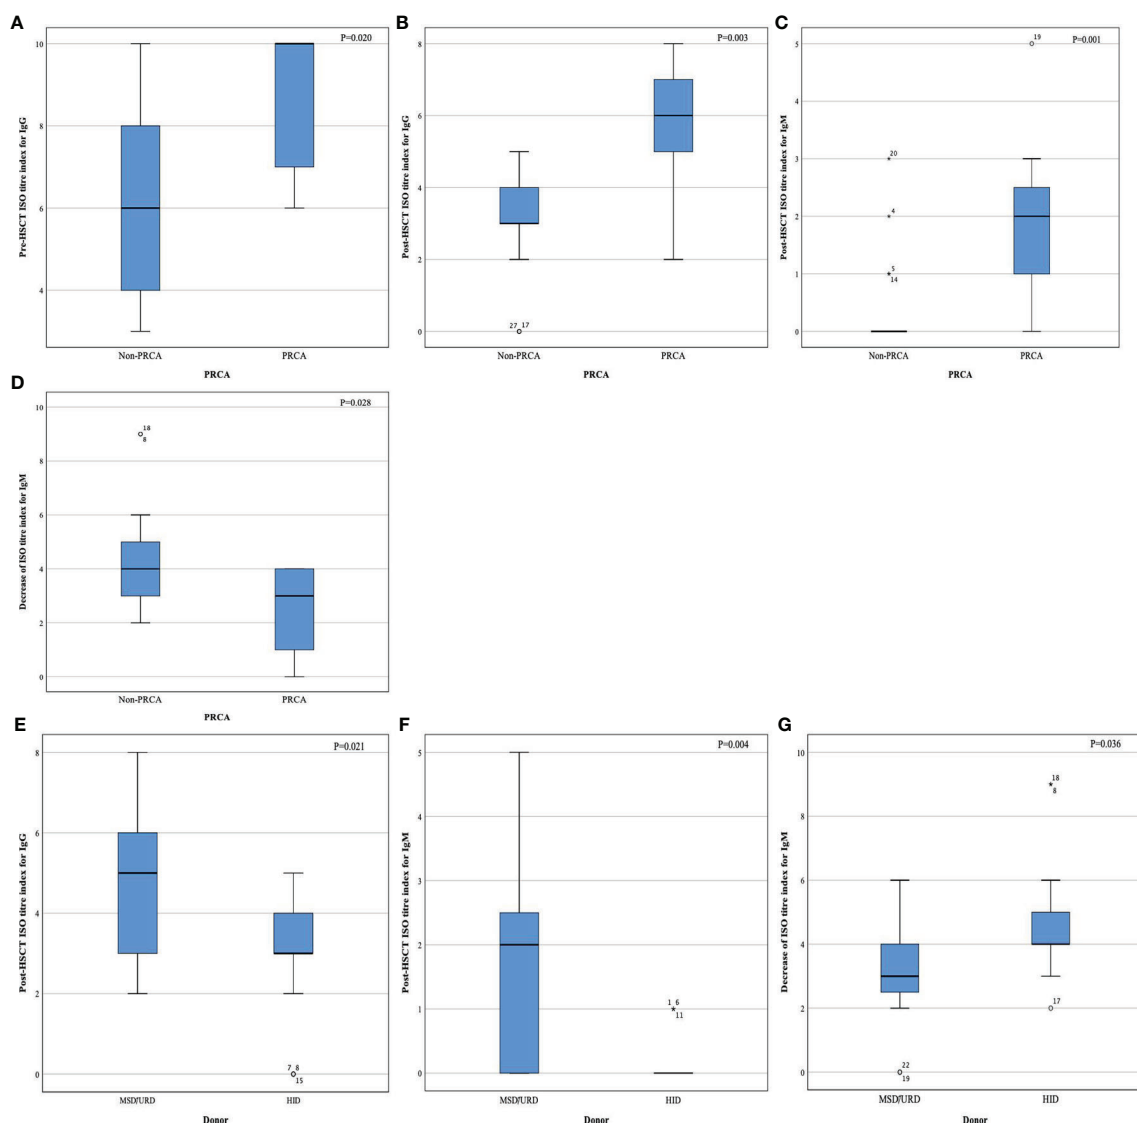 A
P=0.020
Pre-HSCT ISO titre index for IgG
10
8
6
4
Non-PRCA PRCA
PRCA
B
P=0.003
Post-HSCT ISO titre index for IgG
8
6
4
2
0
27 17
Non-PRCA PRCA
PRCA
C
P=0.001
Post-HSCT ISO titre index for IgM
5
4
3
2
1
0
19
20
4
5
14
Non-PRCA PRCA
PRCA
D
P=0.028
Decrease of ISO titre index for IgM
10
8
6
4
2
0
18
8
Non-PRCA PRCA
PRCA
E
P=0.021
Post-HSCT ISO titre index for IgG
8
6
4
2
0
7 8
15
MSD/URD HID
Donor
F
P=0.004
Post-HSCT ISO titre index for IgM
5
4
3
2
1
0
1 6
11
MSD/URD HID
Donor
G
P=0.036
Decrease of ISO titre index for IgM
10
8
6
4
2
0
18
8
17
22
19
MSD/URD HID
Donor